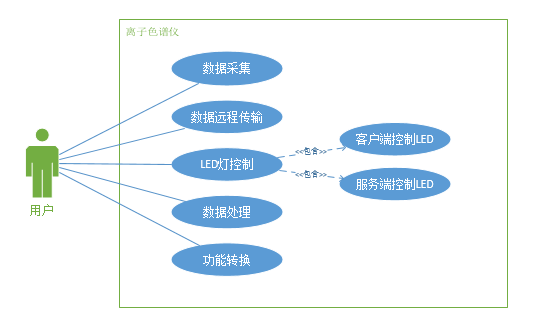 离子色谱仪
数据采集
数据远程传输
LED灯控制
数据处理
功能转换
<<包含>>
<<包含>>
客户端控制LED
服务端控制LED
用户